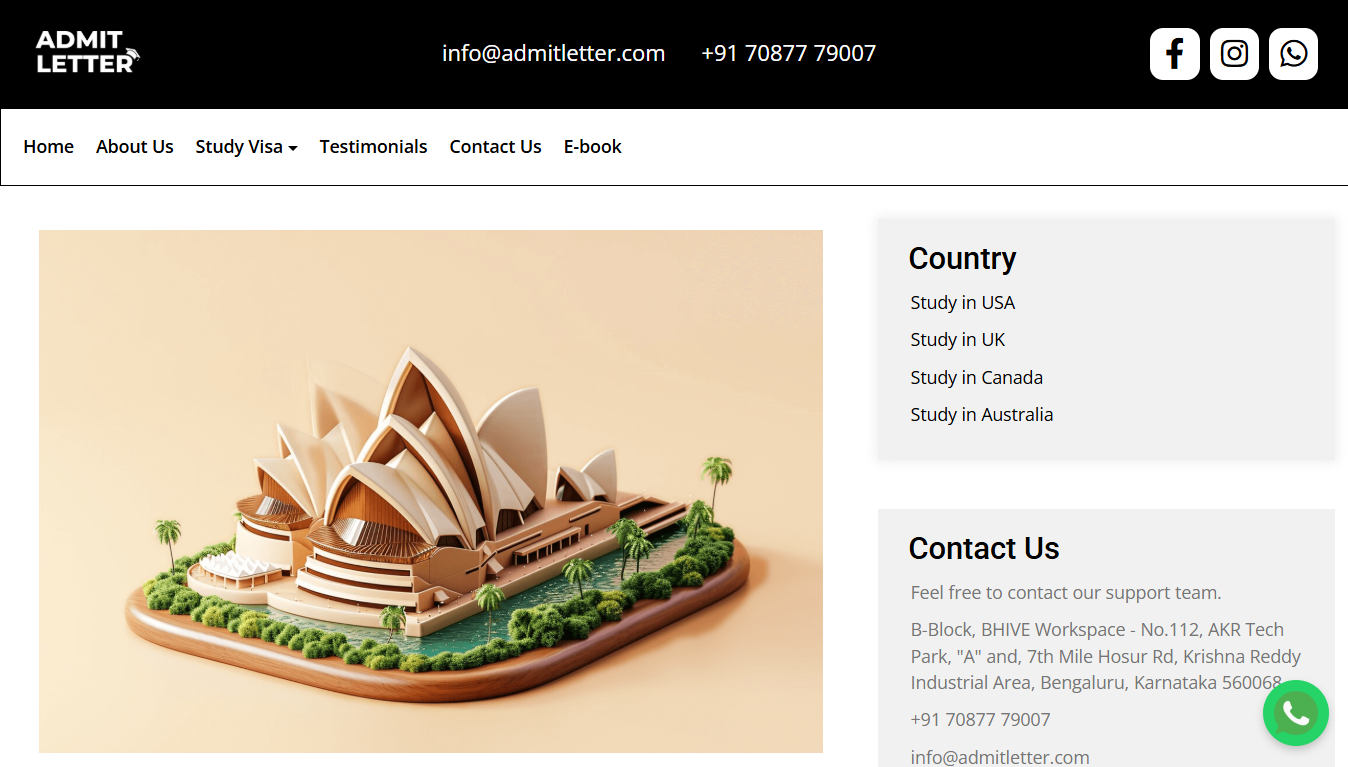 ADMIT
LETTER
info@admitletter.com +91 70877 79007
Home About Us Study Visa Testimonials Contact Us E-book
Country
Study in USA
Study in UK
Study in Canada
Study in Australia
Contact Us
Feel free to contact our support team.
B-Block, BHIVE Workspace - No.112, AKR Tech
Park, "A" and, 7th Mile Hosur Rd, Krishna Reddy
Industrial Area, Bengaluru, Karnataka 560068
+91 70877 79007
info@admitletter.com